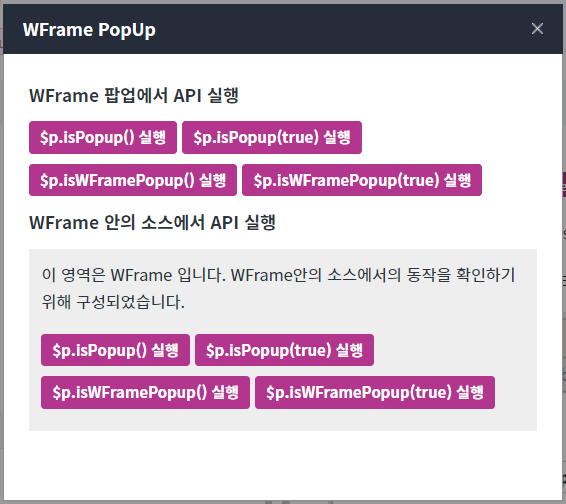 WFrame PopUp
WFrame 팝업에서 API 실행
$p.isPopup() 실행 $p.isPopup(true) 실행
$p.isWFramePopup() 실행 $p.isWFramePopup(true) 실행
WFrame 안의 소스에서 API 실행
이 영역은 WFrame 입니다. WFrame안의 소스에서의 동작을 확인하기
위해 구성되었습니다.
$p.isPopup() 실행 $p.isPopup(true) 실행
$p.isWFramePopup() 실행 $p.isWFramePopup(true) 실행